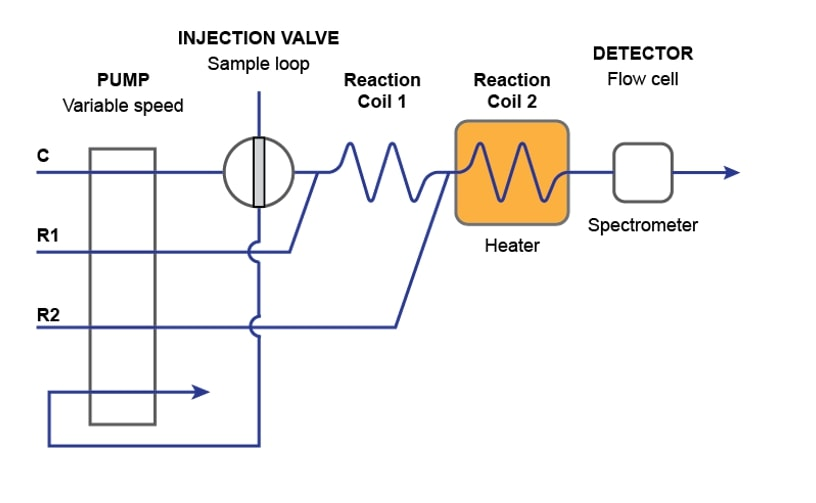 INJECTION VALVE
Sample loop
PUMP
Variable speed
Reaction
Coil 1
Reaction
Coil 2
DETECTOR
Flow cell
C
R1
R2
Heater
Spectrometer